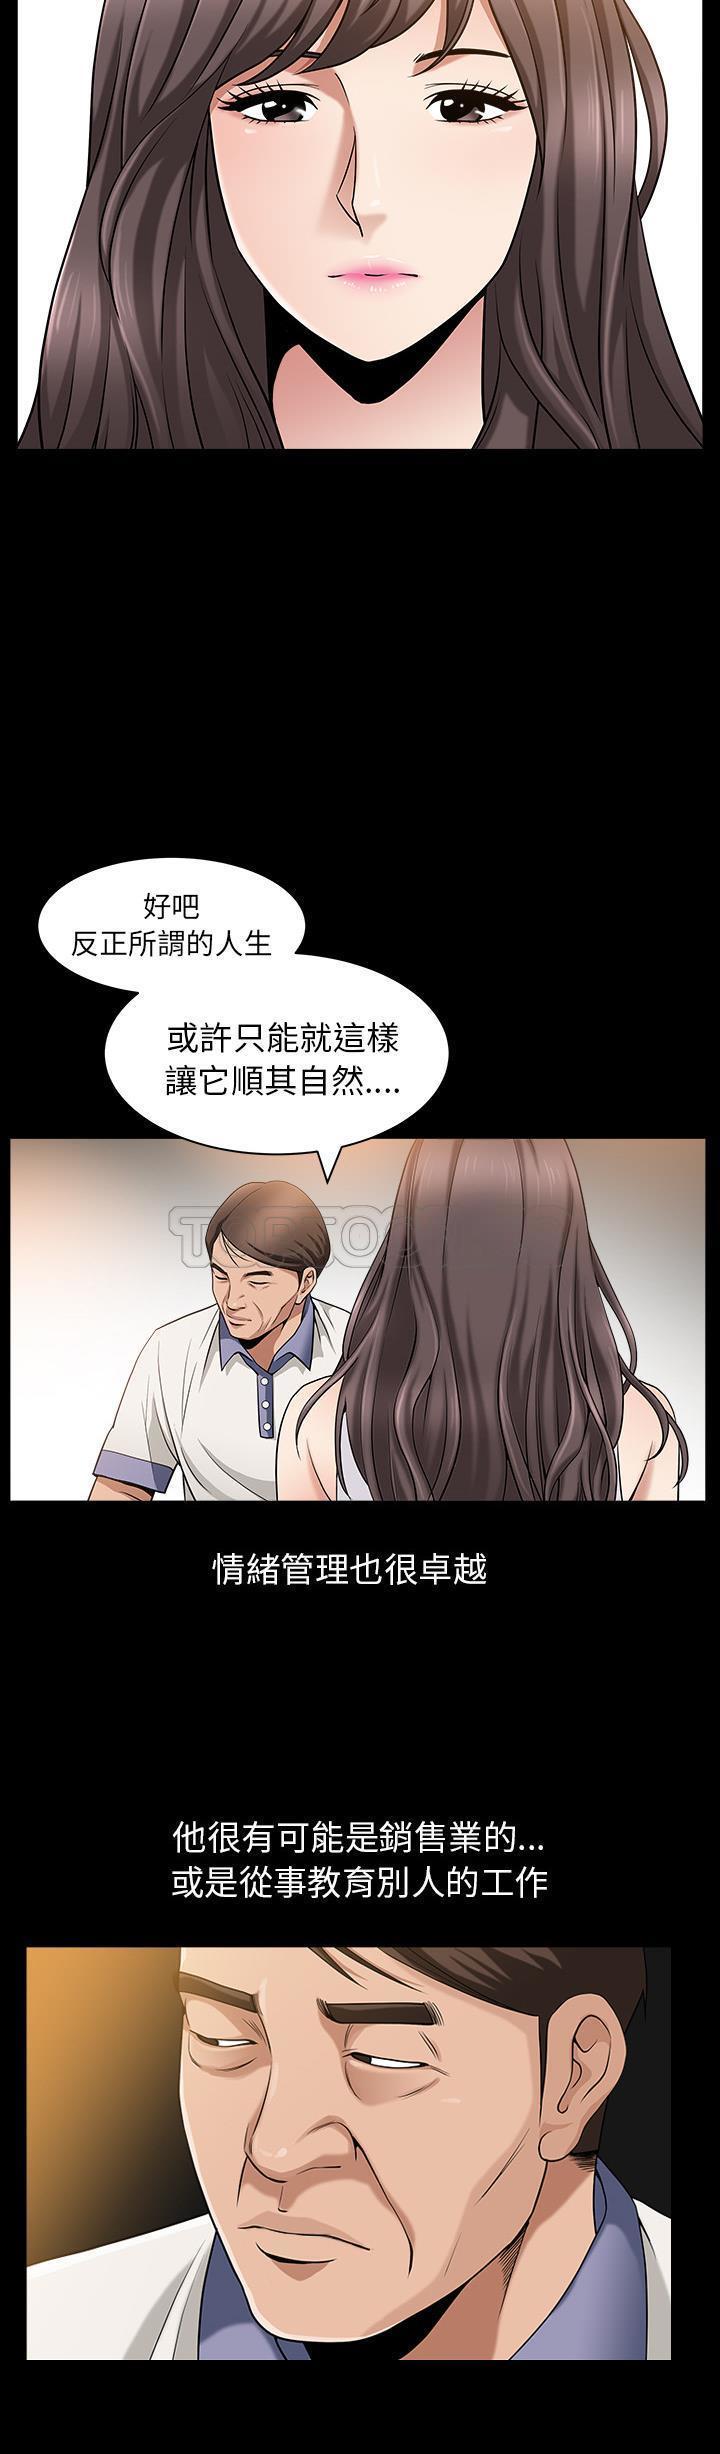 好吧
反正所謂的人生
或許只能就這樣
讓它順其自然....
情緒管理也很卓越
他很有可能是銷售業的...
或是從事教育別人的工作